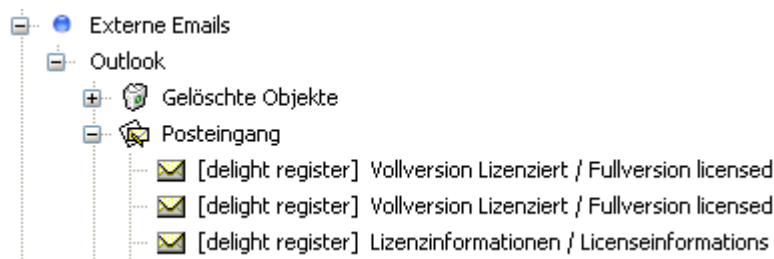 Externe Emails
Outlook
Gelöschte Objekte
Posteingang
[delight register] Vollversion Lizenziert / Fullversion licensed
[delight register] Vollversion Lizenziert / Fullversion licensed
[delight register] Lizenzinformationen / Licenseinformations